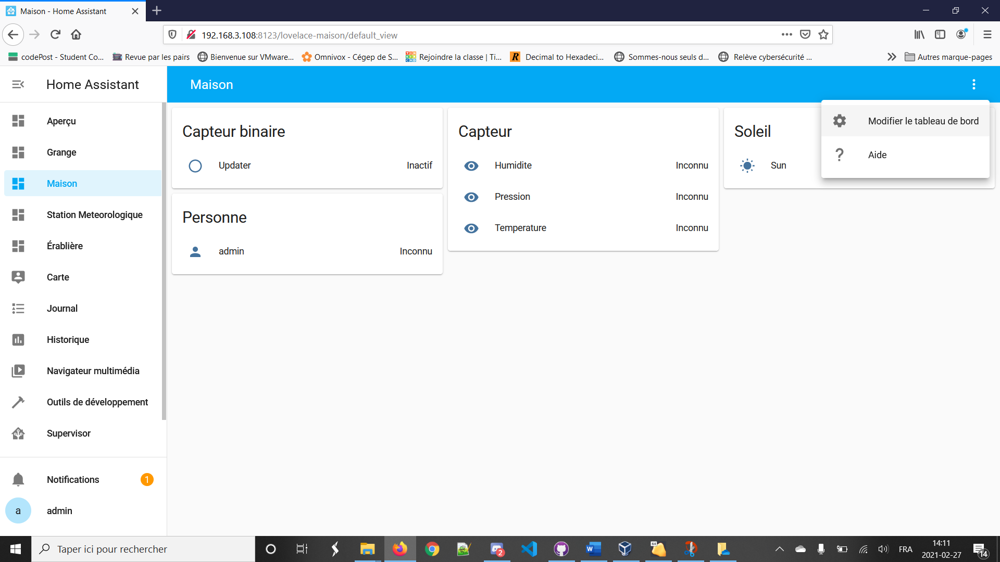 Maison - Home Assistant
192.168.3.108:8123/lovelace-maison/default_view
codePost - Student Co... Revue par les pairs Bienvenue sur VMware... Omnivox - Cégep de S... Rejoindre la classe | Ti... R Decimal to Hexadeci... Sommes-nous seuls d... Relève cybersécurité ... Autres marque-pages
Home Assistant
Maison
Aperçu
Grange
Maison
Station Meteorologique
Érablière
Carte
Journal
Historique
Navigateur multimédia
Outils de développement
Supervisor
Notifications 1
a admin
Capteur binaire
Updater Inactif
Personne
admin Inconnu
Capteur
Humidite Inconnu
Pression Inconnu
Temperature Inconnu
Soleil
Sun
Modifier le tableau de bord
? Aide
Taper ici pour rechercher
2
W
64
FRA
14:11
2021-02-27
14